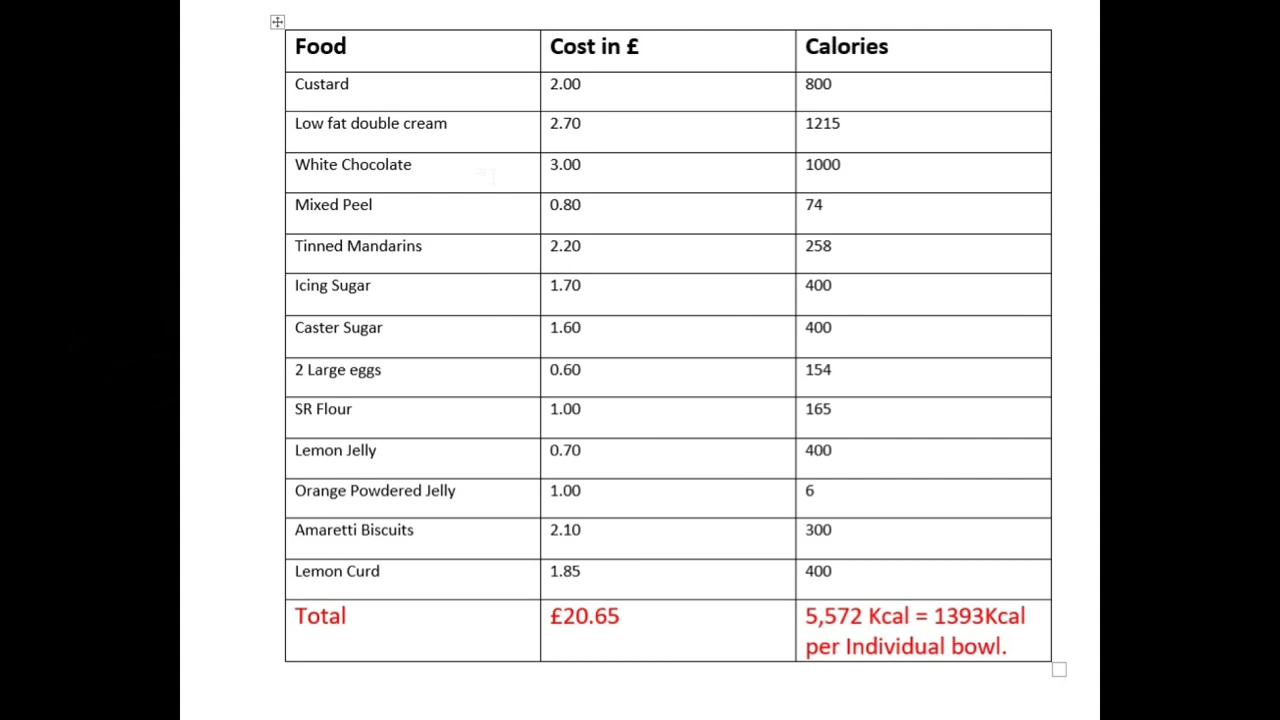 Food Cost in £ Calories
Custard 2.00 800
Low fat double cream 2.70 1215
White Chocolate 3.00 1000
Mixed Peel 0.80 74
Tinned Mandarins 2.20 258
Icing Sugar 1.70 400
Caster Sugar 1.60 400
2 Large eggs 0.60 154
SR Flour 1.00 165
Lemon Jelly 0.70 400
Orange Powdered Jelly 1.00 6
Amaretti Biscuits 2.10 300
Lemon Curd 1.85 400
Total £20.65 5,572 Kcal = 1393Kcal
per Individual bowl.